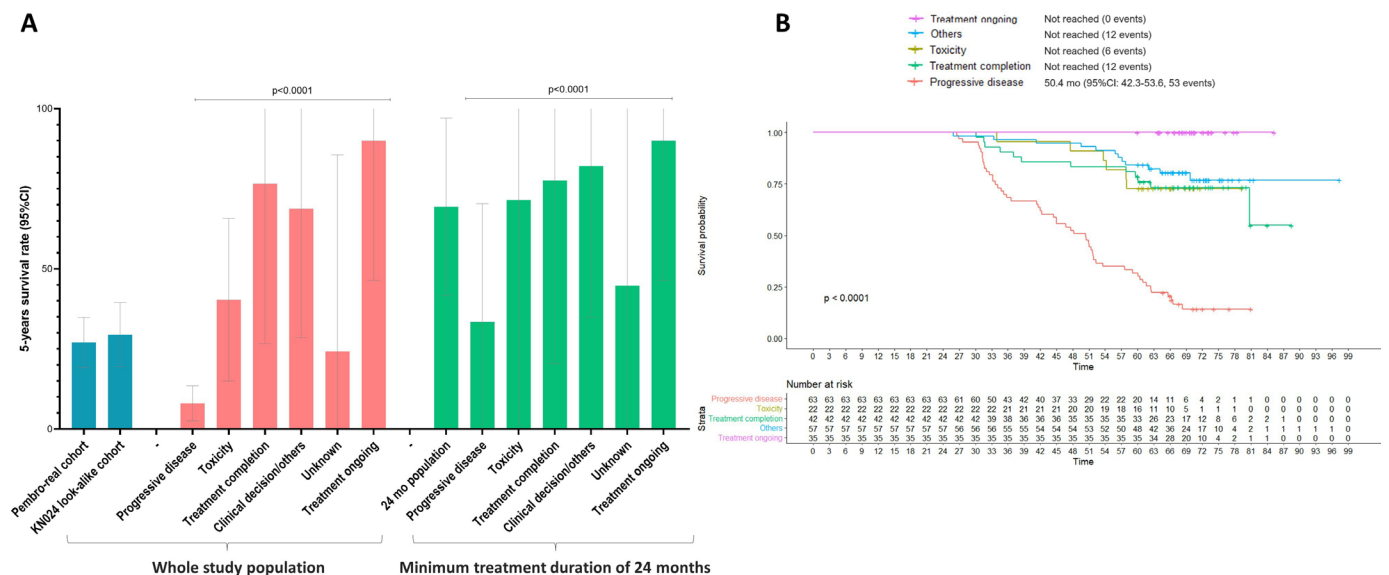 A
p<0.0001
p<0.0001
100
50
0
5-years survival rate (95%CI)
Pembro-real cohort
KN024 look-alike cohort
-
Progressive disease
Toxicity
Treatment completion
Clinical decision/others
Unknown
Treatment ongoing
-
24 mo population
Progressive disease
Toxicity
Treatment completion
Clinical decision/others
Unknown
Treatment ongoing
Whole study population
Minimum treatment duration of 24 months
B
Treatment ongoing Not reached (0 events)
Others Not reached (12 events)
Toxicity Not reached (6 events)
Treatment completion Not reached (12 events)
Progressive disease 50.4 mo (95%CI: 42.3-53.6, 53 events)
Survival probability
1.00
0.75
0.50
0.25
0.00
p < 0.0001
0 3 6 9 12 15 18 21 24 27 30 33 36 39 42 45 48 51 54 57 60 63 66 69 72 75 78 81 84 87 90 93 96 99
Time
Number at risk
Strata
Progressive disease 63 63 63 63 63 63 63 63 63 61 60 50 43 42 40 37 33 29 22 22 20 14 11 6 4 2 1 1 0 0 0 0 0 0
Toxicity 22 22 22 22 22 22 22 22 22 22 22 22 21 21 21 21 20 20 19 18 16 11 10 5 1 1 1 0 0 0 0 0 0 0
Treatment completion 42 42 42 42 42 42 42 42 42 42 42 39 38 36 36 36 35 35 35 35 33 26 23 17 12 8 6 2 2 1 0 0 0 0
Others 57 57 57 57 57 57 57 57 57 56 56 56 55 55 54 54 54 53 52 50 48 42 36 24 17 10 4 2 1 1 1 1 1 0
Treatment ongoing 35 35 35 35 35 35 35 35 35 35 35 35 35 35 35 35 35 35 35 35 35 34 28 20 10 4 2 1 1 0 0 0 0 0
0 3 6 9 12 15 18 21 24 27 30 33 36 39 42 45 48 51 54 57 60 63 66 69 72 75 78 81 84 87 90 93 96 99
Time